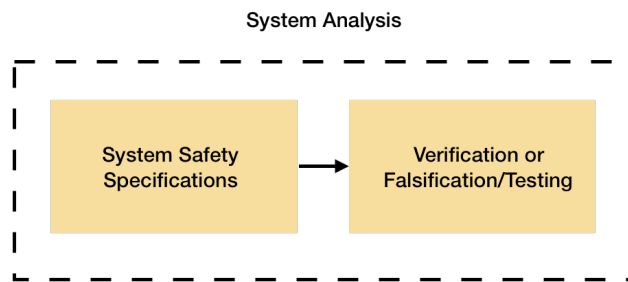 System Analysis
System Safety
Specifications
Verification or
Falsification/Testing